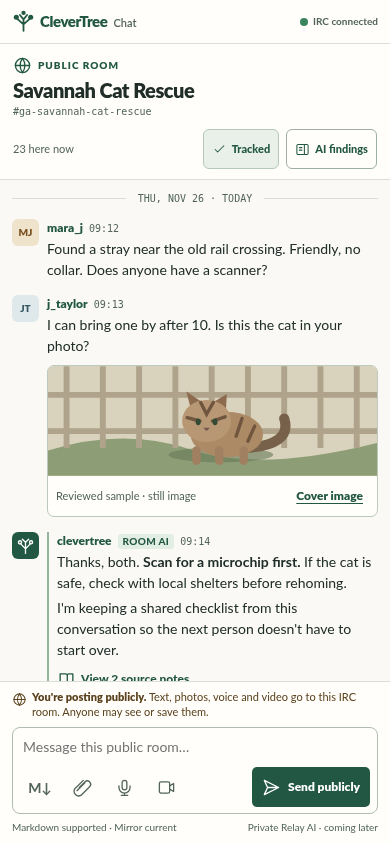 CleverTree Chat
IRC connected
PUBLIC ROOM
Savannah Cat Rescue
#ga-savannah-cat-rescue
23 here now
Tracked
AI findings
THU, NOV 26 · TODAY
MJ
mara_j 09:12
Found a stray near the old rail crossing. Friendly, no
collar. Does anyone have a scanner?
JT
j_taylor 09:13
I can bring one by after 10. Is this the cat in your
photo?
Reviewed sample · still image
Cover image
clevertree ROOM AI 09:14
Thanks, both. Scan for a microchip first. If the cat is
safe, check with local shelters before rehoming.
I'm keeping a shared checklist from this
conversation so the next person doesn't have to
start over.
View 2 source notes
You're posting publicly. Text, photos, voice and video go to this IRC
room. Anyone may see or save them.
Message this public room…
M↓
Send publicly
Markdown supported · Mirror current
Private Relay AI · coming later